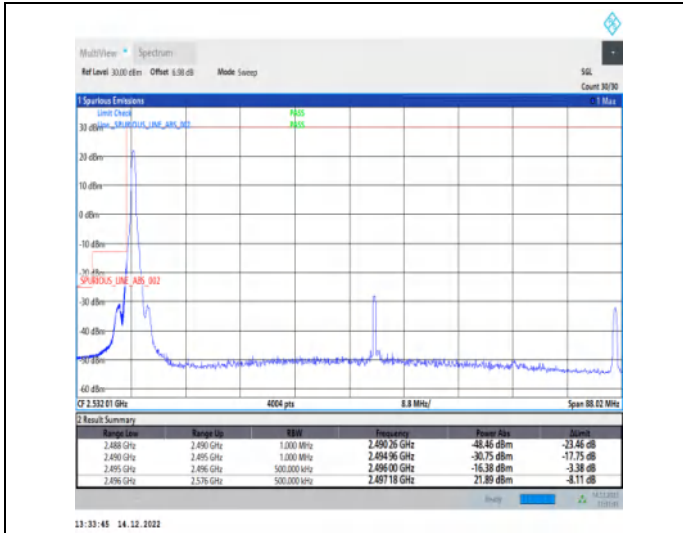 MultiView Spectrum
Ref Level 30.00 dBm Offset 6.98 dB Mode Sweep SGL
Count 30/30
1 Spurious Emissions 1 Max
Limit Check PASS
30 dBm Line _SPURIOUS_LINE_ABS_002 PASS
20 dBm
10 dBm
0 dBm
-10 dBm
-20 dBm
_SPURIOUS_LINE_ABS_002
-30 dBm
-40 dBm
-50 dBm
-60 dBm
CF 2.532 01 GHz 4004 pts 8.8 MHz/ Span 88.02 MHz
2 Result Summary
Range Low Range Up RBW Frequency Power Abs ΔLimit
2.488 GHz 2.490 GHz 1.000 MHz 2.490 26 GHz -48.46 dBm -23.46 dB
2.490 GHz 2.495 GHz 1.000 MHz 2.494 96 GHz -30.75 dBm -17.75 dB
2.495 GHz 2.496 GHz 500.000 kHz 2.496 00 GHz -16.38 dBm -3.38 dB
2.496 GHz 2.576 GHz 500.000 kHz 2.497 18 GHz 21.89 dBm -8.11 dB
Ready 14.12.2022
13:33:45 14.12.2022